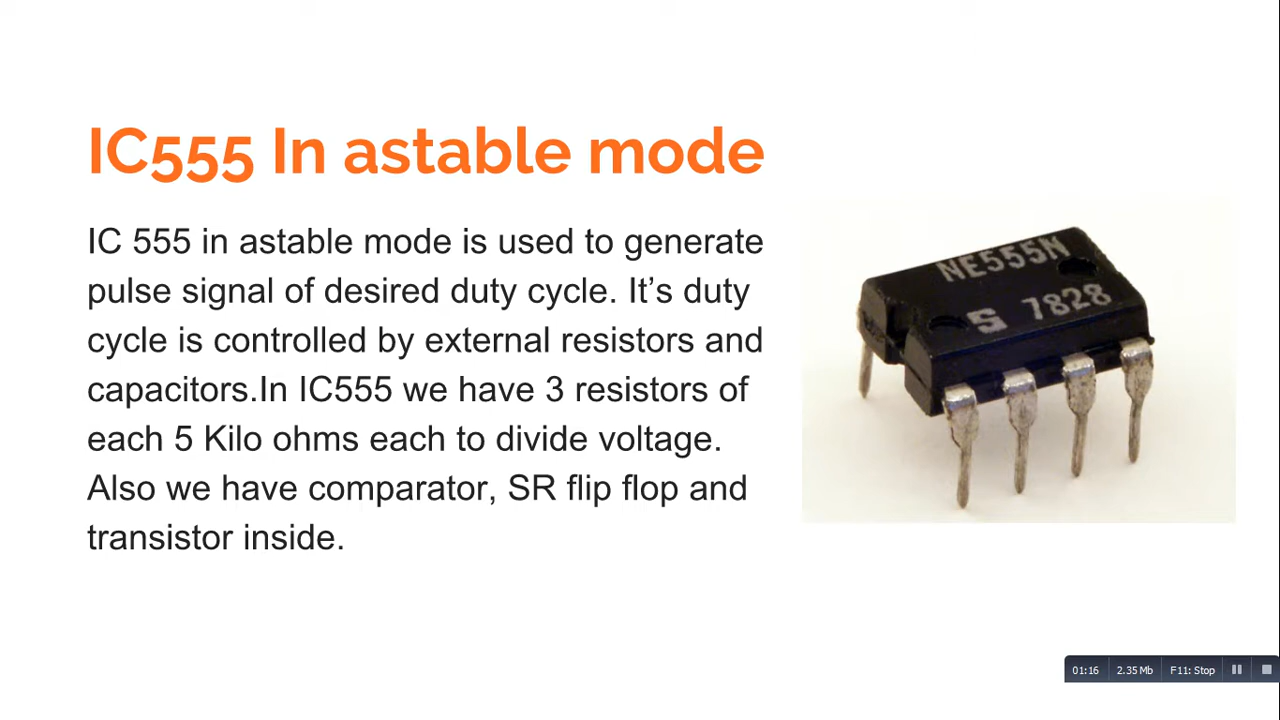 IC555 In astable mode
IC 555 in astable mode is used to generate
pulse signal of desired duty cycle. It’s duty
cycle is controlled by external resistors and
capacitors.In IC555 we have 3 resistors of
each 5 Kilo ohms each to divide voltage.
Also we have comparator, SR flip flop and
transistor inside.
NE555N
S 7828
01:16 2.35 Mb F11: Stop